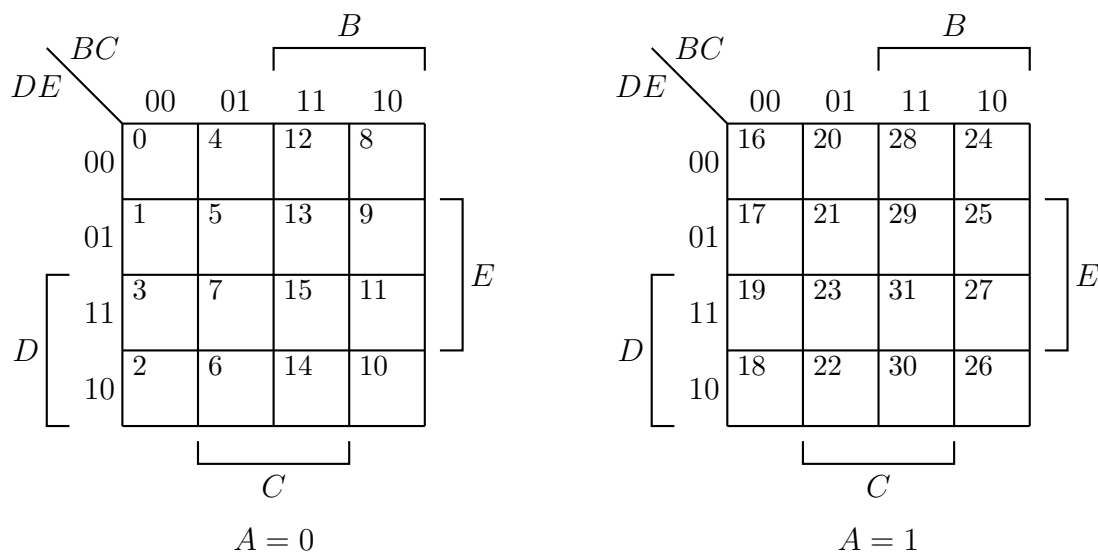 B B
BC BC
DE DE
00 01 11 10 00 01 11 10
00 0 4 12 8 00 16 20 28 24
01 1 5 13 9 01 17 21 29 25
E E
11 3 7 15 11 11 19 23 31 27
D D
10 2 6 14 10 10 18 22 30 26
C C
A = 0 A = 1